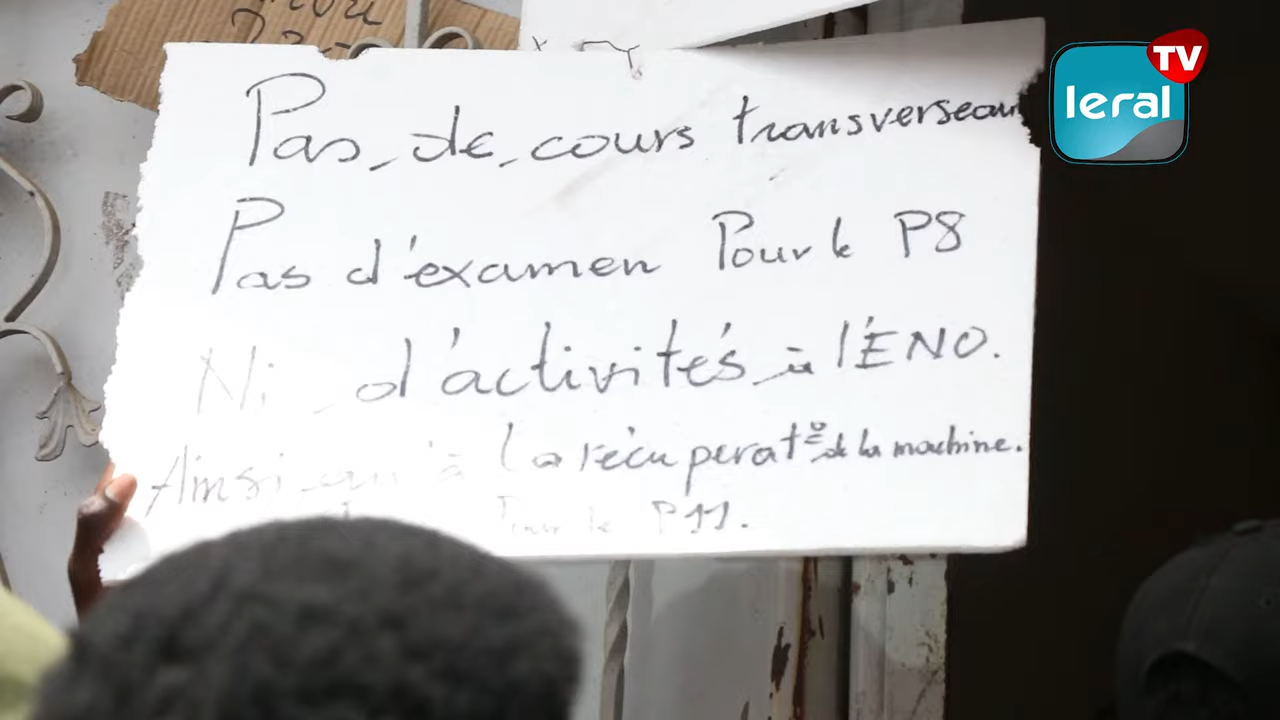 TV
leral
Pas de cours transverseaux
Pas d'examen Pour le P8
Ni d'activités à l'ENO.
Ainsi qu'à la récuperat° de la machine.
Pour le P11.